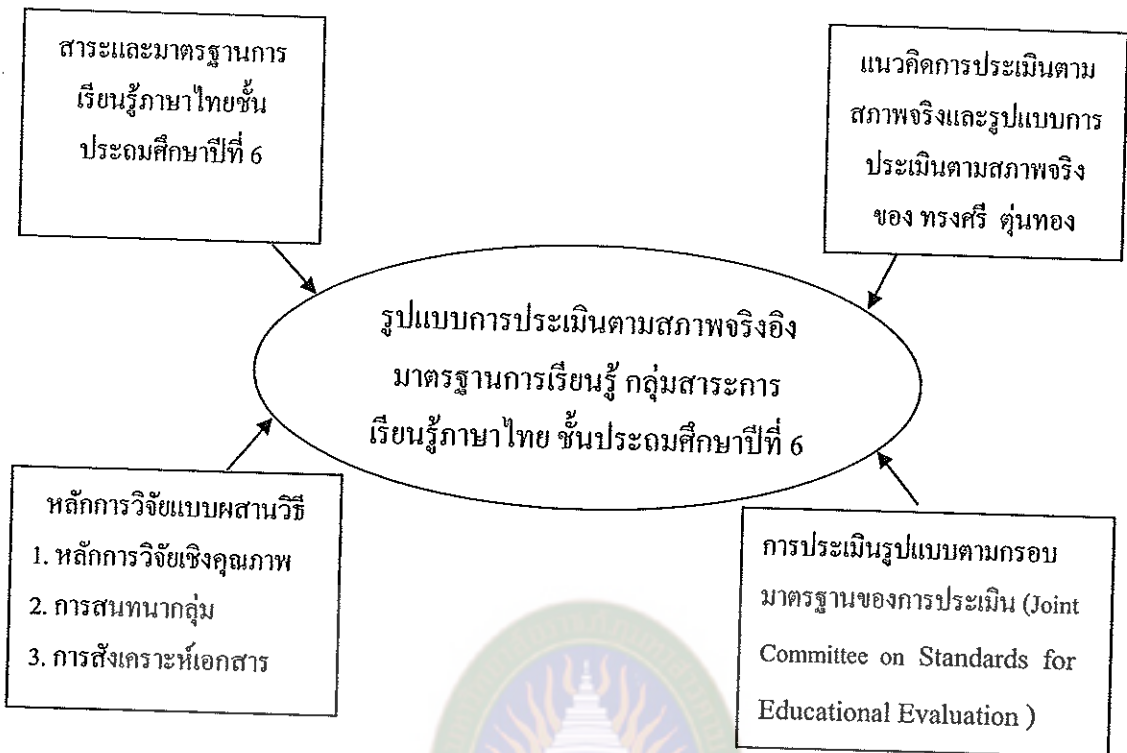 สาระและมาตรฐานการ
เรียนรู้ภาษาไทยชั้น
ประถมศึกษาปีที่ 6
แนวคิดการประเมินตาม
สภาพจริงและรูปแบบการ
ประเมินตามสภาพจริง
ของ ทรงศรี ตุ่นทอง
รูปแบบการประเมินตามสภาพจริงอิง
มาตรฐานการเรียนรู้ กลุ่มสาระการ
เรียนรู้ภาษาไทย ชั้นประถมศึกษาปีที่ 6
หลักการวิจัยแบบผสานวิธี
1. หลักการวิจัยเชิงคุณภาพ
2. การสนทนากลุ่ม
3. การสังเคราะห์เอกสาร
การประเมินรูปแบบตามกรอบ
มาตรฐานของการประเมิน (Joint
Committee on Standards for
Educational Evaluation )